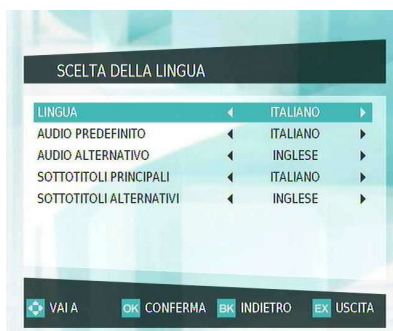 SCELTA DELLA LINGUA
LINGUA ITALIANO
AUDIO PREDEFINITO ITALIANO
AUDIO ALTERNATIVO INGLESE
SOTTOTITOLI PRINCIPALI ITALIANO
SOTTOTITOLI ALTERNATIVI INGLESE
VAI A OK CONFERMA BK INDIETRO EX USCITA